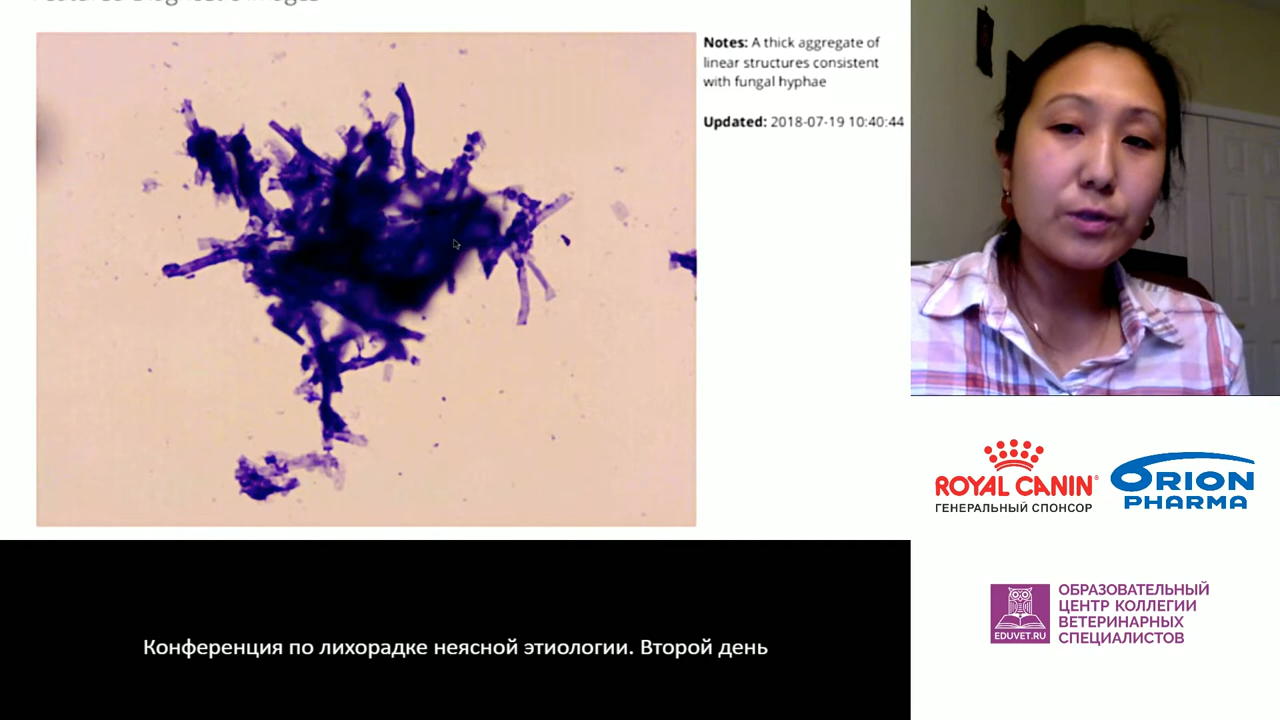 Notes: A thick aggregate of
linear structures consistent
with fungal hyphae
Updated: 2018-07-19 10:40:44
ROYAL CANIN®
ГЕНЕРАЛЬНЫЙ СПОНСОР
ORION
PHARMA
EDUVET.RU
ОБРАЗОВАТЕЛЬНЫЙ
ЦЕНТР КОЛЛЕГИИ
ВЕТЕРИНАРНЫХ
СПЕЦИАЛИСТОВ
Конференция по лихорадке неясной этиологии. Второй день